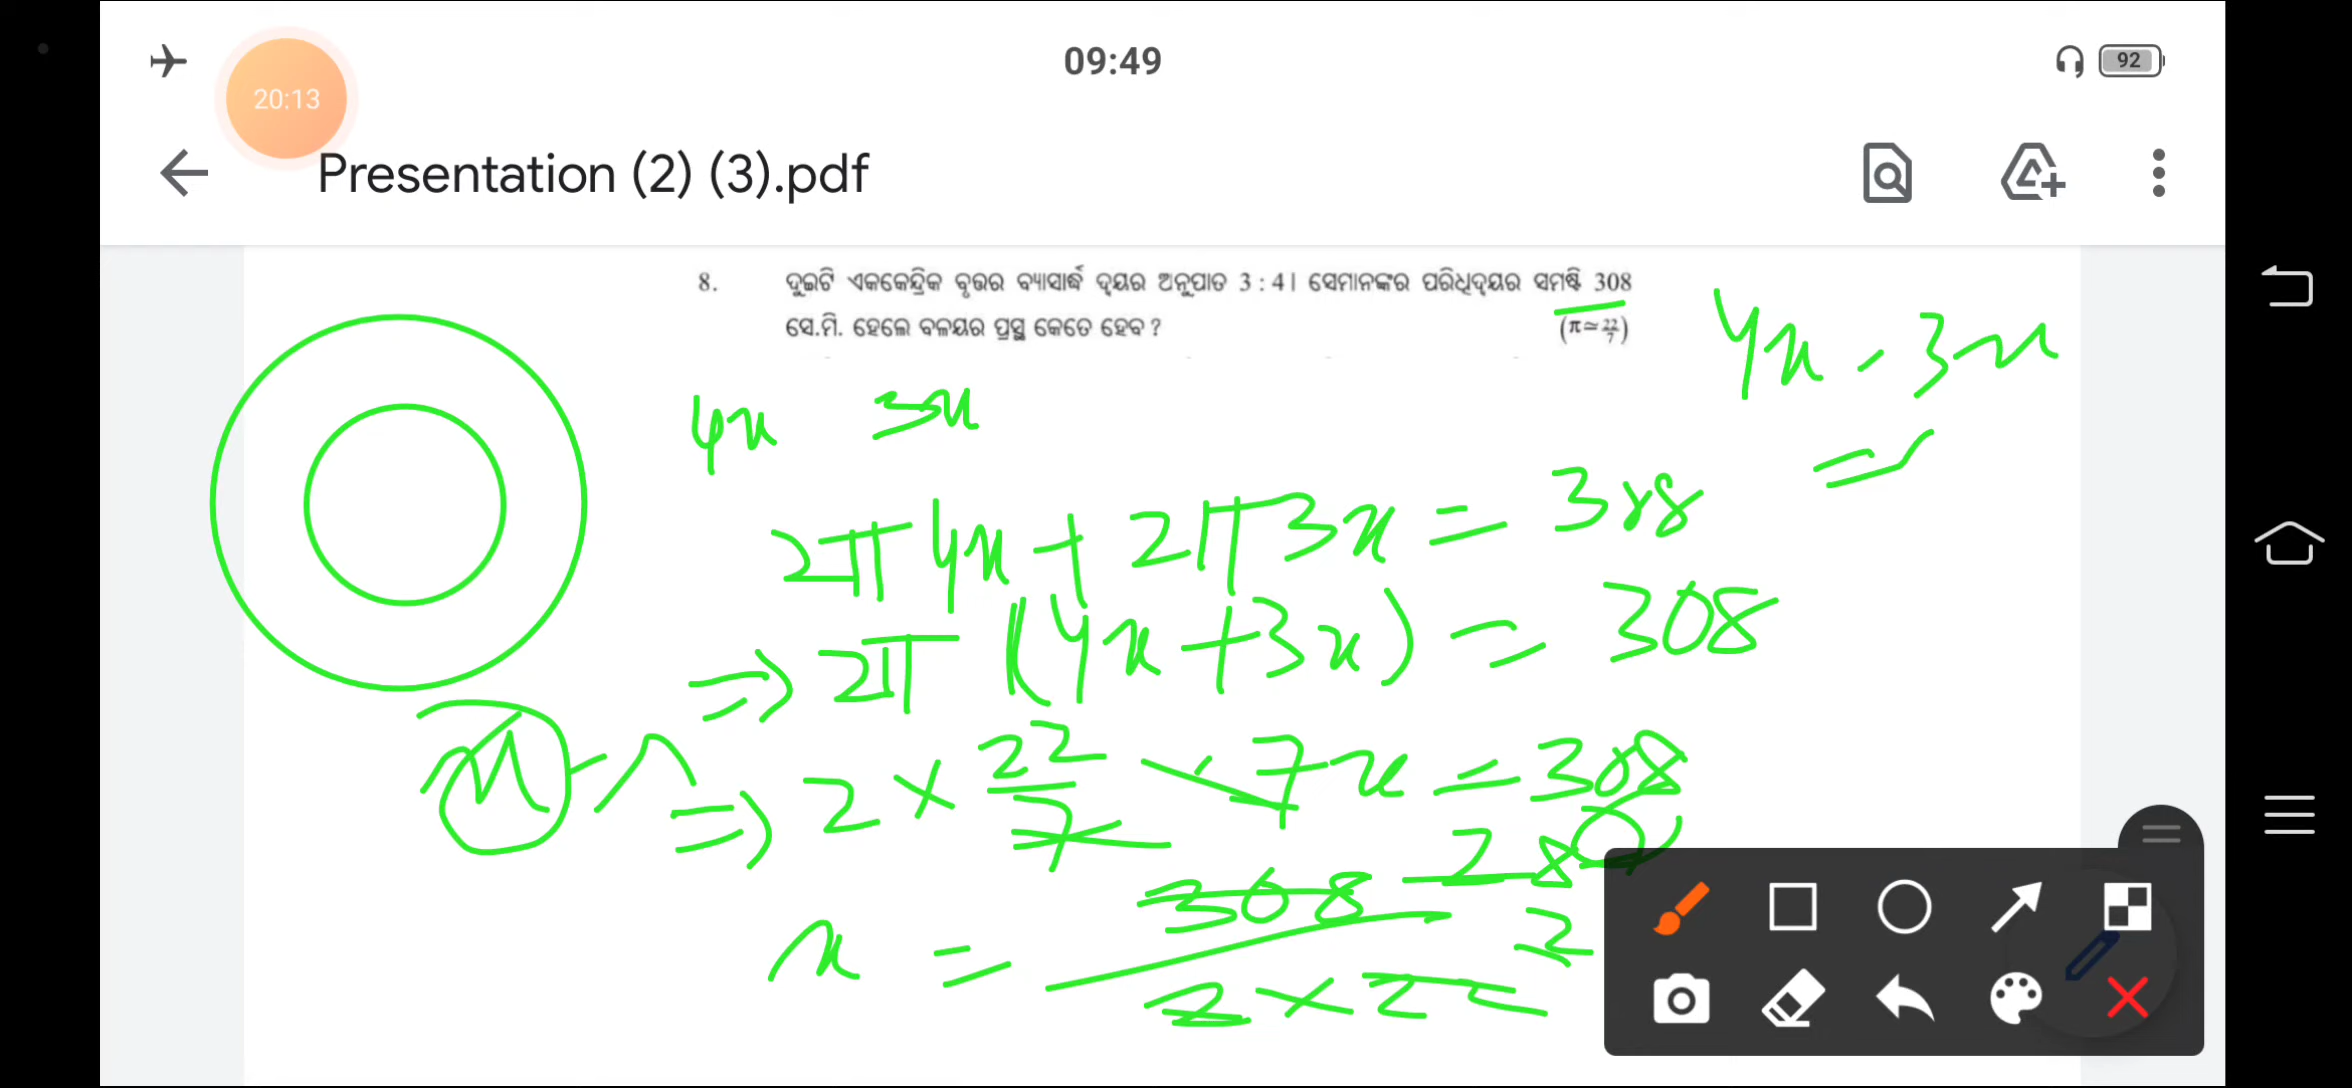 09:49
92
20:13
Presentation (2) (3).pdf
8. ଦୁଇଟି ଏକକେନ୍ଦ୍ରିକ ବୃତ୍ତର ବ୍ୟାସାର୍ଦ୍ଧ ଦ୍ୱୟର ଅନୁପାତ 3 : 4। ସେମାନଙ୍କର ପରିଧିଦ୍ୱୟର ସମଷ୍ଟି 308
ସେ.ମି. ହେଲେ ବଳୟର ପ୍ରସ୍ଥ କେତେ ହେବ ? (π≃22/7)
4x - 3x
=
4x 3x
2π4x + 2π3x = 308
⇒ 2π (4x+3x) = 308
⇒ 2 × 22/7 × 7x = 308
x = 308/2×22